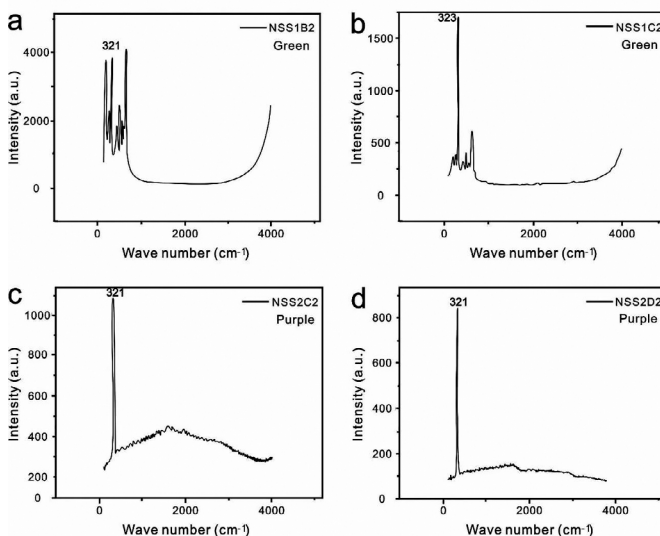 a
NSS1B2
Green
321
4000
2000
0
Intensity (a.u.)
0
2000
4000
Wave number (cm-1)
b
NSS1C2
Green
323
1500
1000
500
0
Intensity (a.u.)
0
2000
4000
Wave number (cm-1)
c
NSS2C2
Purple
321
1000
800
600
400
200
0
Intensity (a.u.)
0
2000
4000
Wave number (cm-1)
d
NSS2D2
Purple
321
800
600
400
200
0
Intensity (a.u.)
0
2000
4000
Wave number (cm-1)